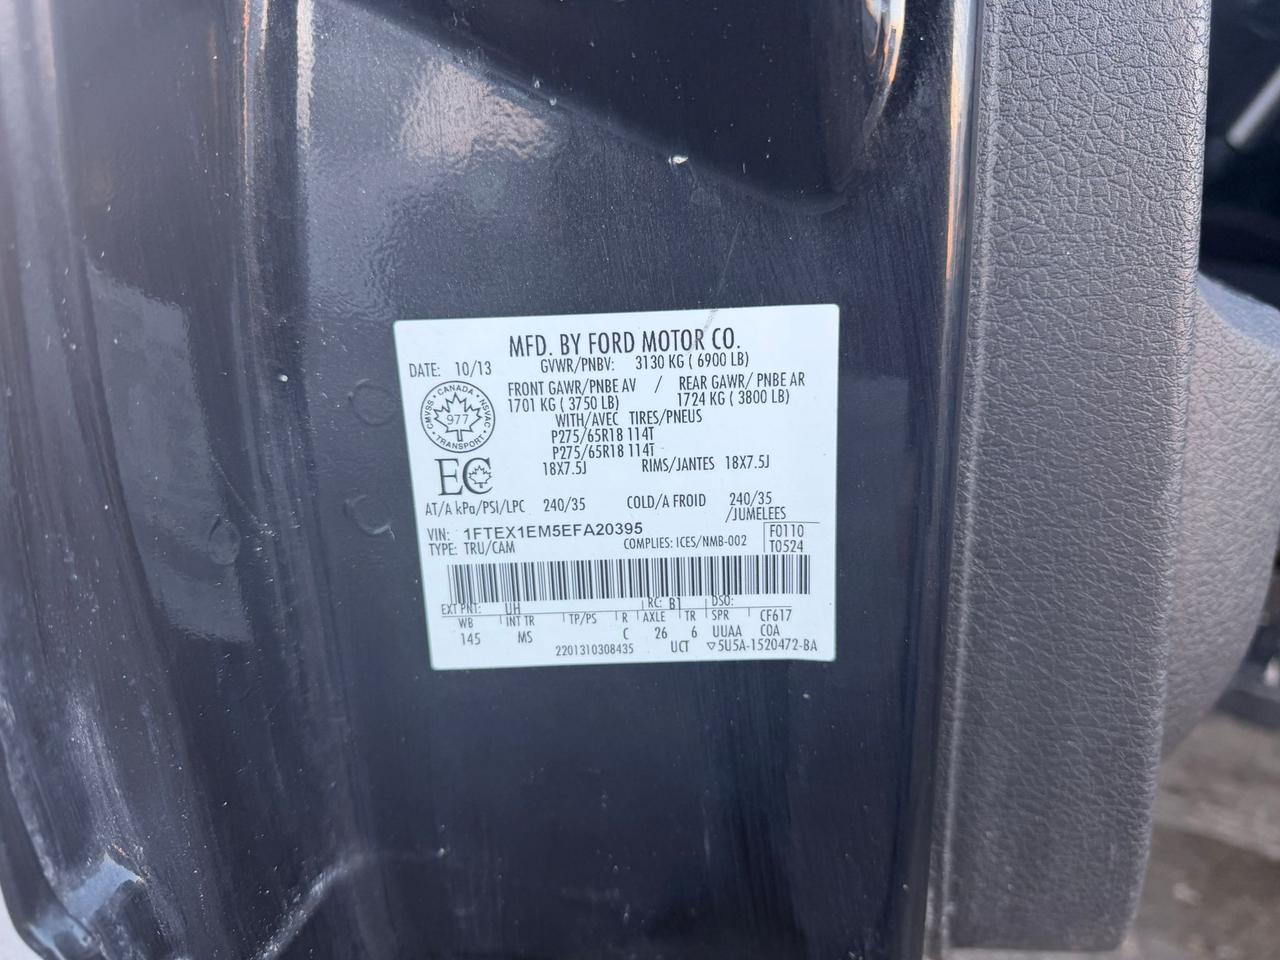 MFD. BY FORD MOTOR CO.
DATE: 10/13 GVWR/PNBV: 3130 KG ( 6900 LB)
FRONT GAWR/PNBE AV / REAR GAWR/ PNBE AR
1701 KG ( 3750 LB) 1724 KG ( 3800 LB)
WITH/AVEC TIRES/PNEUS
P275/65R18 114T
P275/65R18 114T
18X7.5J RIMS/JANTES 18X7.5J
CANADA
CMVSS NSVAC
977
TRANSPORT
EC
AT/A kPa/PSI/LPC 240/35 COLD/A FROID 240/35
/JUMELEES
VIN: 1FTEX1EM5EFA20395 F0110
TYPE: TRU/CAM COMPLIES: ICES/NMB-002 T0524
EXT PNT: UH RC: B1 DSO:
WB INT TR TP/PS R AXLE TR SPR CF617
145 MS C 26 6 UUAA COA
2201310308435 UCT ▽5U5A-1520472-BA